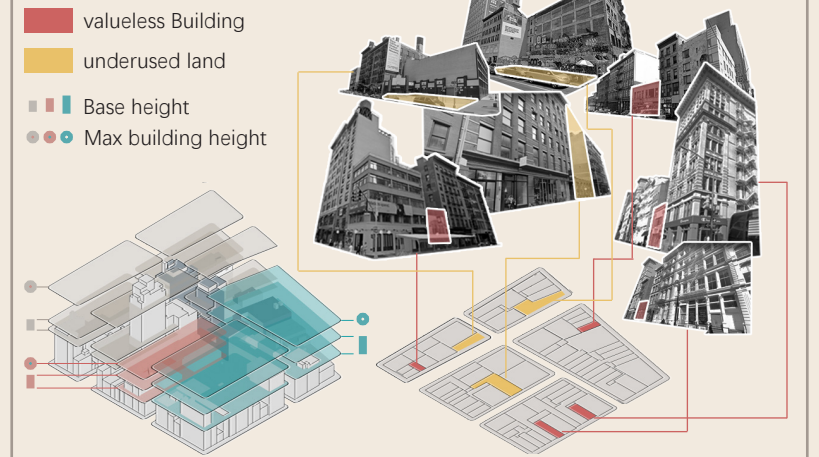 valueless Building
underused land
Base height
Max building height